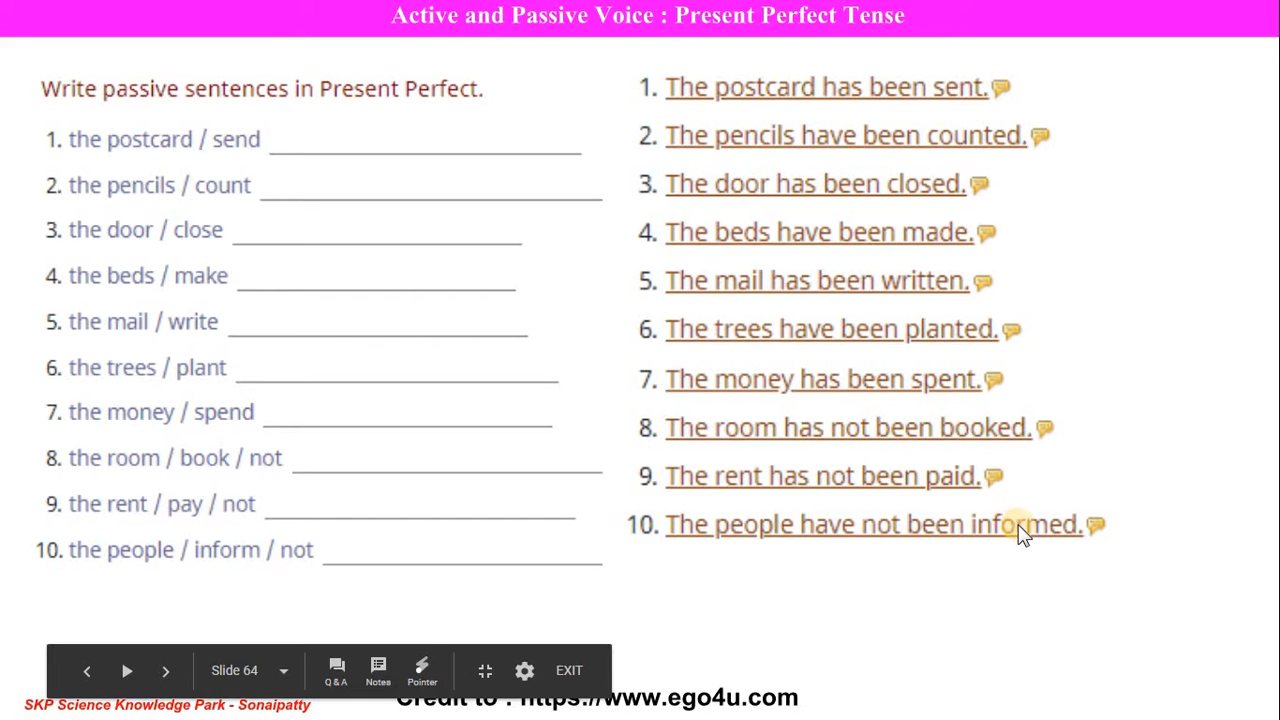 Active and Passive Voice : Present Perfect Tense
Write passive sentences in Present Perfect.
1. the postcard / send
2. the pencils / count
3. the door / close
4. the beds / make
5. the mail / write
6. the trees / plant
7. the money / spend
8. the room / book / not
9. the rent / pay / not
10. the people / inform / not
1. The postcard has been sent.
2. The pencils have been counted.
3. The door has been closed.
4. The beds have been made.
5. The mail has been written.
6. The trees have been planted.
7. The money has been spent.
8. The room has not been booked.
9. The rent has not been paid.
10. The people have not been informed.
Slide 64
Q & A
Notes
Pointer
EXIT
SKP Science Knowledge Park - Sonaipatty
Credit to : https://www.ego4u.com